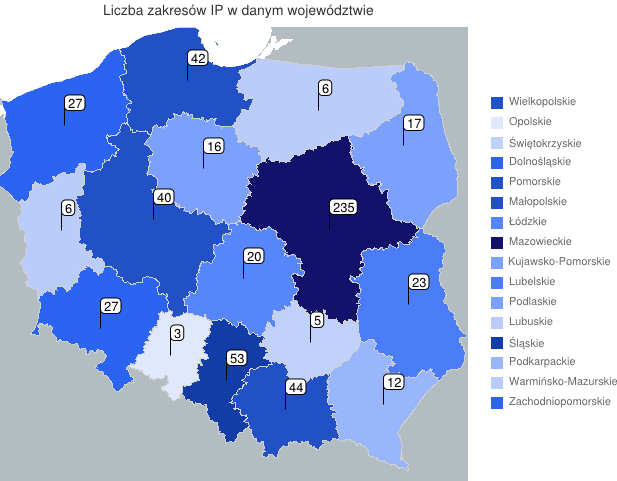 Liczba zakresów IP w danym województwie
42
27
6
17
16
40
6
235
20
23
27
3
5
53
44
12
Wielkopolskie
Opolskie
Świętokrzyskie
Dolnośląskie
Pomorskie
Małopolskie
Łódzkie
Mazowieckie
Kujawsko-Pomorskie
Lubelskie
Podlaskie
Lubuskie
Śląskie
Podkarpackie
Warmińsko-Mazurskie
Zachodniopomorskie